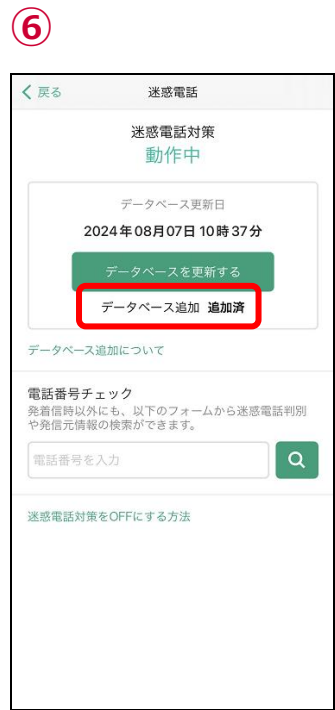 ⑥
戻る 迷惑電話
迷惑電話対策
動作中
データベース更新日
2024年08月07日 10時37分
データベースを更新する
データベース追加 追加済
データベース追加について
電話番号チェック
発着信時以外にも、以下のフォームから迷惑電話判別
や発信元情報の検索ができます。
電話番号を入力
迷惑電話対策をOFFにする方法